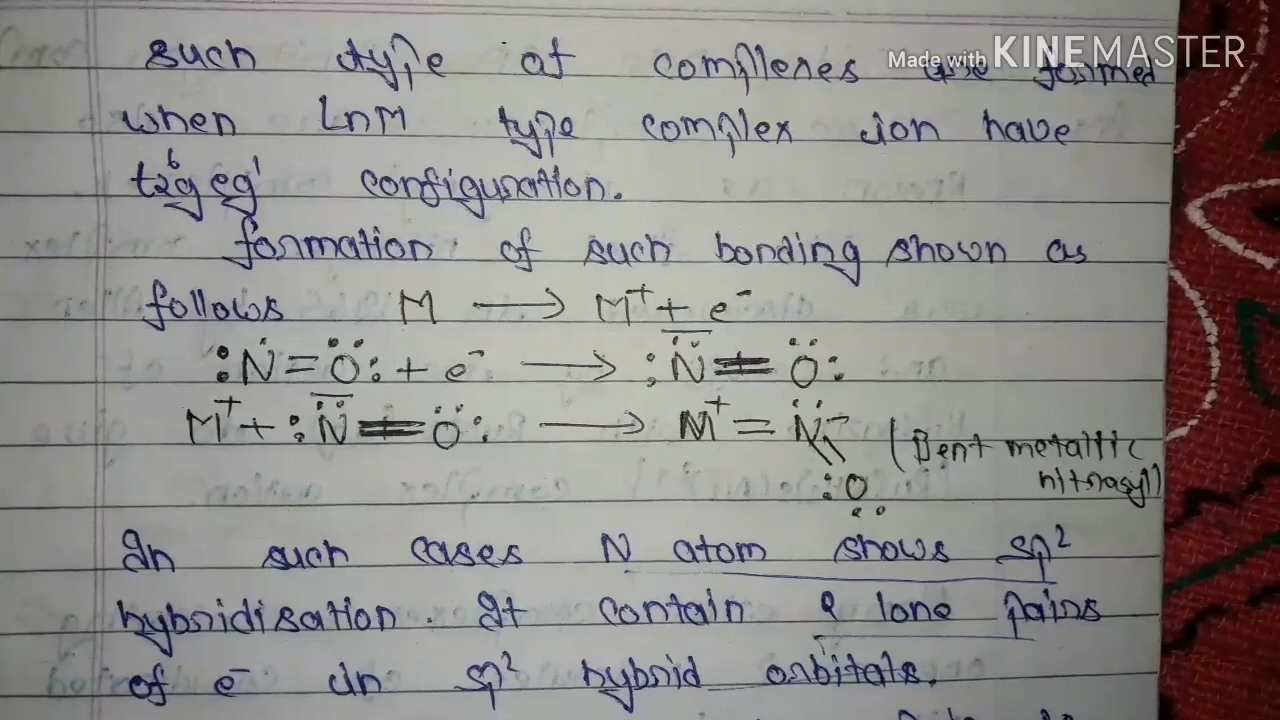 Made with KINEMASTER
such type of complexes are formed
when LnM type complex ion have
t2g⁶ eg¹ configuration.
formation of such bonding shown as
follows M → M⁺ + e⁻
:N̈=Ö: + e⁻ → :N̈=Ö:
M⁺ + :N̈=Ö: → M⁺=N̈⁻
(Bent metallic
nitrosyl)
:O
In such cases N atom shows sp²
hybridisation. It contain 2 lone pairs
of e⁻ in sp² hybrid orbitals.